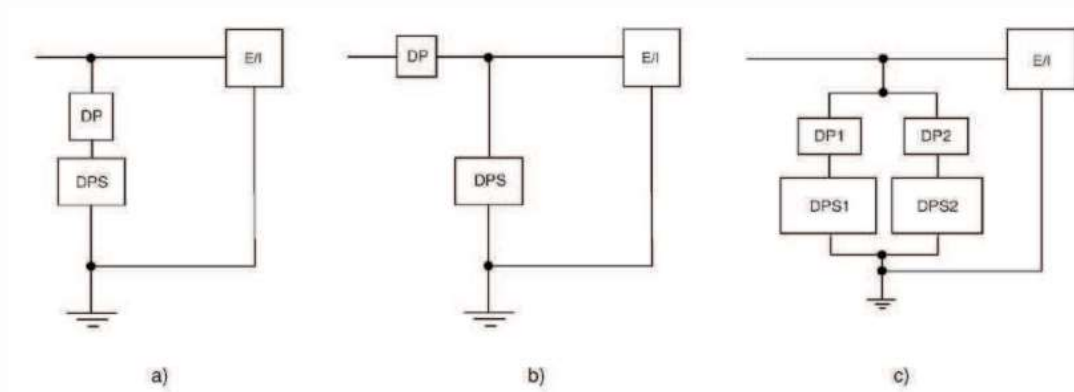 E/I
DP
DPS
a)
DP
E/I
DPS
b)
E/I
DP1 DP2
DPS1 DPS2
c)